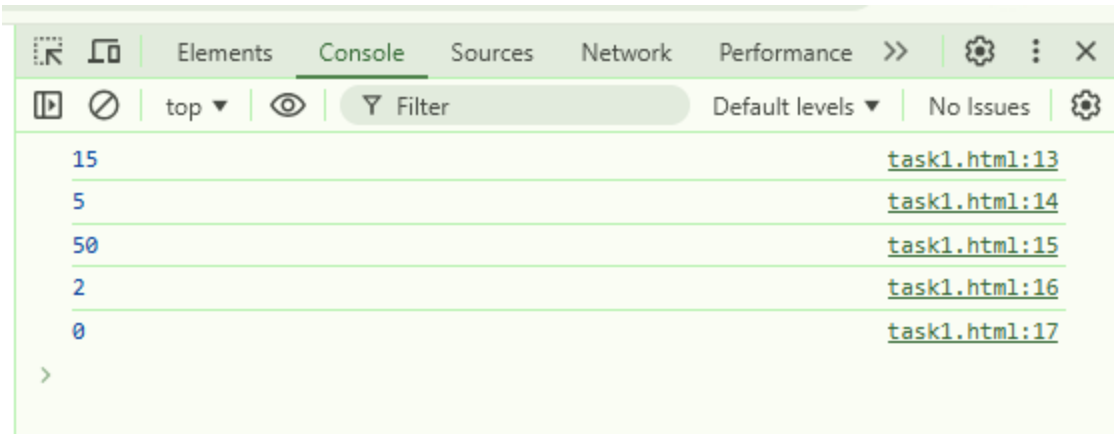 Elements Console Sources Network Performance
top Filter Default levels No Issues
15 task1.html:13
5 task1.html:14
50 task1.html:15
2 task1.html:16
0 task1.html:17